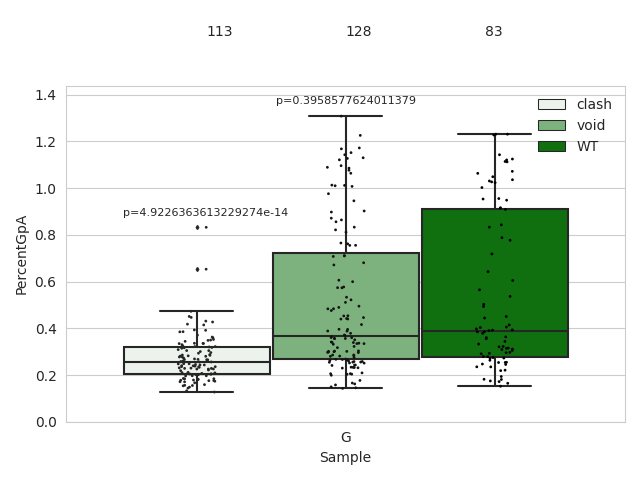 113 128 83
p=0.3958577624011379
p=4.9226363613229274e-14
clash
void
WT
1.4
1.2
1.0
0.8
0.6
0.4
0.2
0.0
PercentGpA
G
Sample